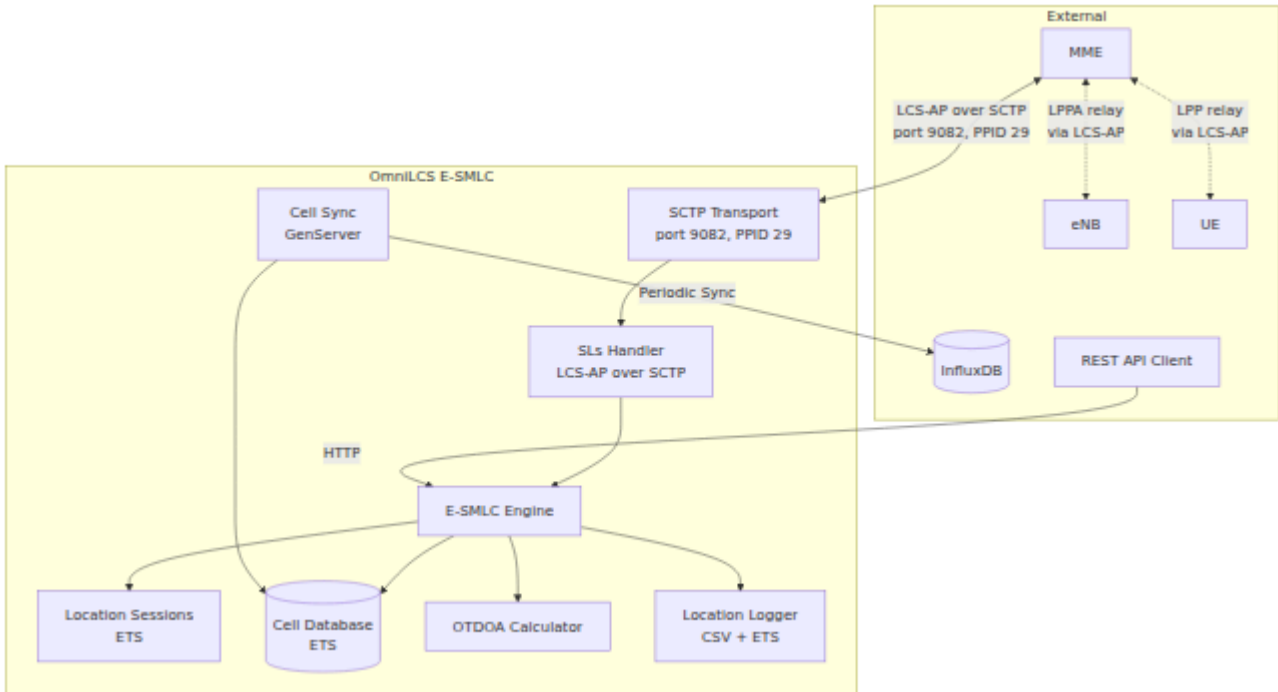 External
MME
LCS-AP over SCTP
port 9082, PPID 29
LPPA relay
via LCS-AP
LPP relay
via LCS-AP
OmniLCS E-SMLC
Cell Sync
GenServer
SCTP Transport
port 9082, PPID 29
eNB
UE
Periodic Sync
SLs Handler
LCS-AP over SCTP
InfluxDB
REST API Client
HTTP
E-SMLC Engine
Location Sessions
ETS
Cell Database
ETS
OTDOA Calculator
Location Logger
CSV + ETS